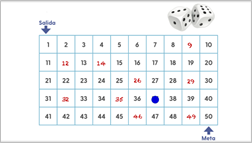 Salida
1 2 3 4 5 6 7 8 9 10
11 12 13 14 15 16 17 18 19 20
21 22 23 24 25 26 27 28 29 30
31 32 33 34 35 36 38 39 40
41 42 43 44 45 46 47 48 49 50
Meta